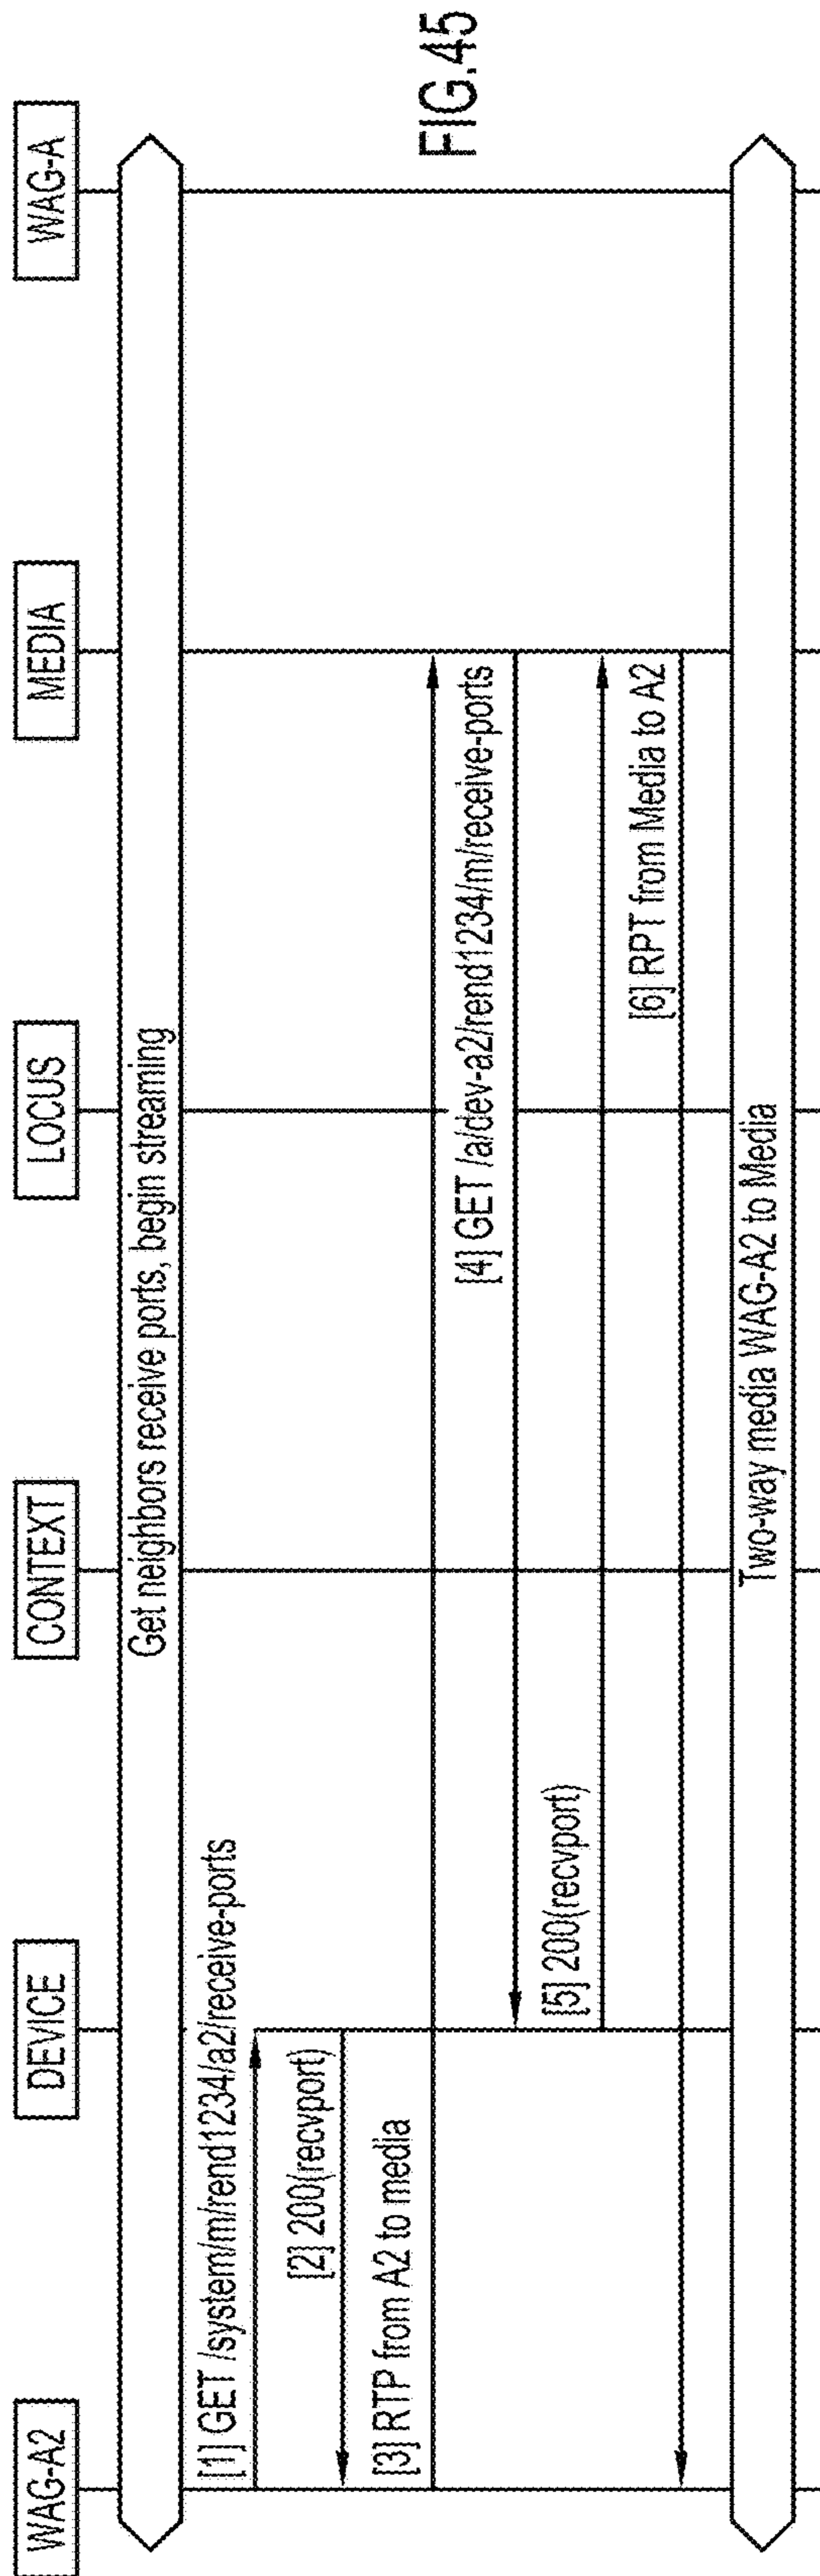 WAG-A2
DEVICE
CONTEXT
LOCUS
MEDIA
WAG-A
Get neighbors receive ports, begin streaming
[1] GET /system/m/rend1234/a2/receive-ports
[2] 200(recvport)
[3] RTP from A2 to media
[4] GET /a/dev-a2/rend1234/m/receive-ports
[5] 200(recvport)
[6] RPT from Media to A2
Two-way media WAG-A2 to Media
FIG.45